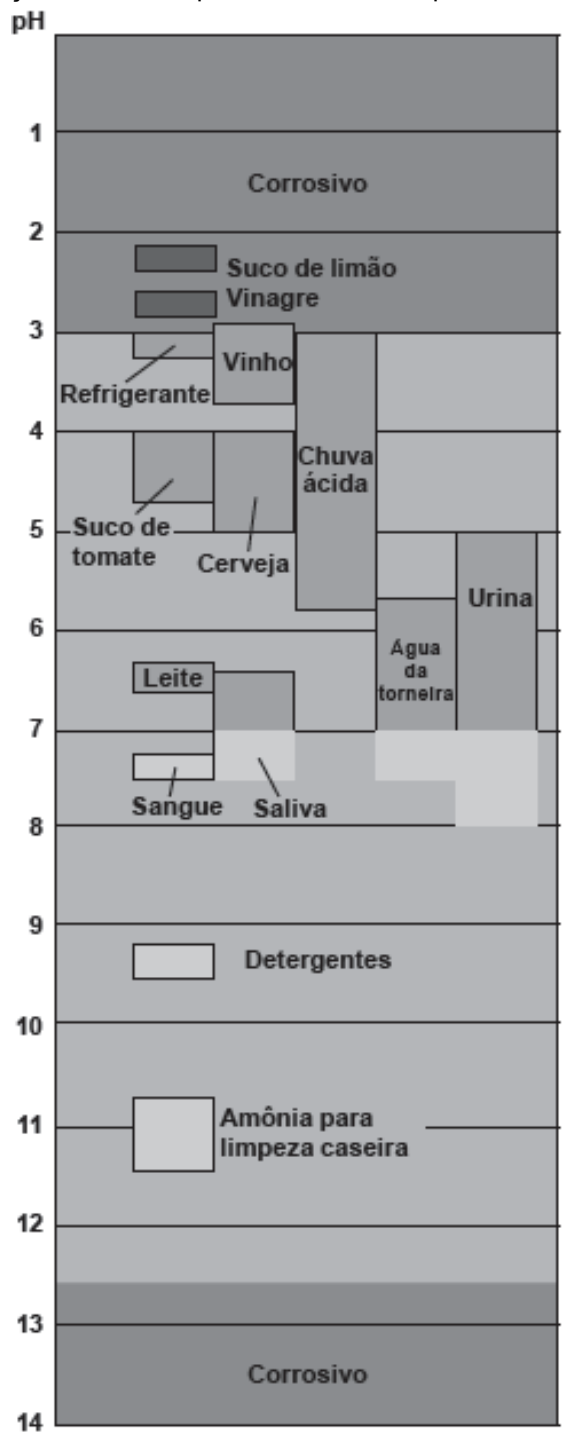 pH
1
Corrosivo
2
Suco de limão
Vinagre
3
Vinho
Refrigerante
4
Chuva
ácida
5
Suco de
tomate
Cerveja
Urina
6
Água
da
torneira
Leite
7
Sangue
Saliva
8
9
Detergentes
10
11
Amônia para
limpeza caseira
12
13
Corrosivo
14